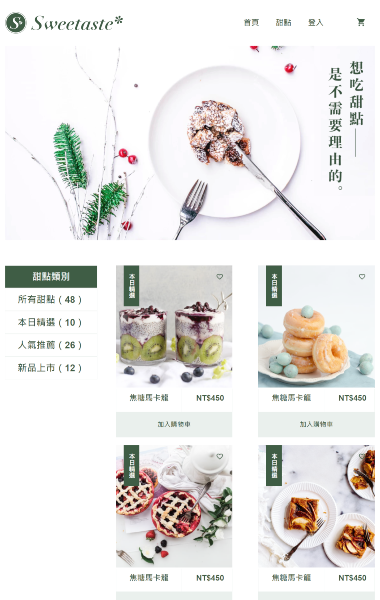 S Sweetaste*
首頁 甜點 登入
想吃甜點——
是不需要理由的。
甜點類別
所有甜點 ( 48 )
本日精選 ( 10 )
人氣推薦 ( 26 )
新品上市 ( 12 )
本日精選
焦糖馬卡龍 NT$450
加入購物車
本日精選
焦糖馬卡龍 NT$450
加入購物車
本日精選
焦糖馬卡龍 NT$450
本日精選
焦糖馬卡龍 NT$450